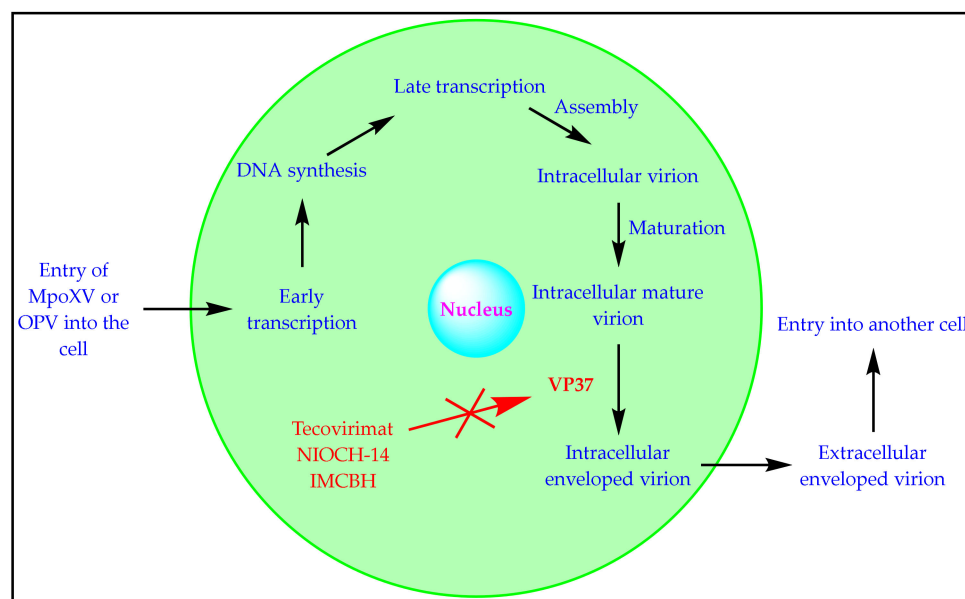 Late transcription
Assembly
DNA synthesis
Intracellular virion
Maturation
Entry of
MpoXV or
OPV into the
cell
Early
transcription
Nucleus
Intracellular mature
virion
Entry into another cell
VP37
Tecovirimat
NIOCH-14
IMCBH
Intracellular
enveloped virion
Extracellular
enveloped virion